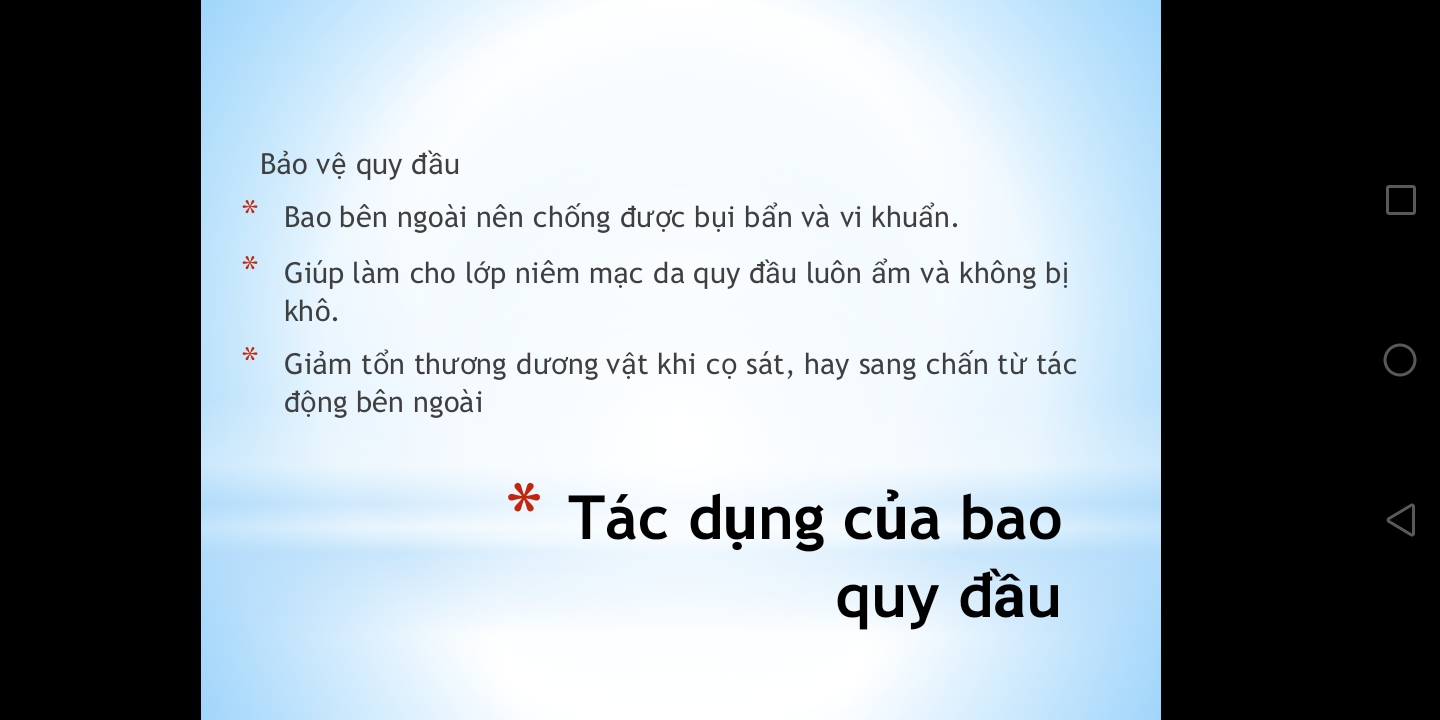 Bảo vệ quy đầu
* Bao bên ngoài nên chống được bụi bẩn và vi khuẩn.
* Giúp làm cho lớp niêm mạc da quy đầu luôn ẩm và không bị
khô.
* Giảm tổn thương dương vật khi cọ sát, hay sang chấn từ tác
động bên ngoài
* Tác dụng của bao
quy đầu